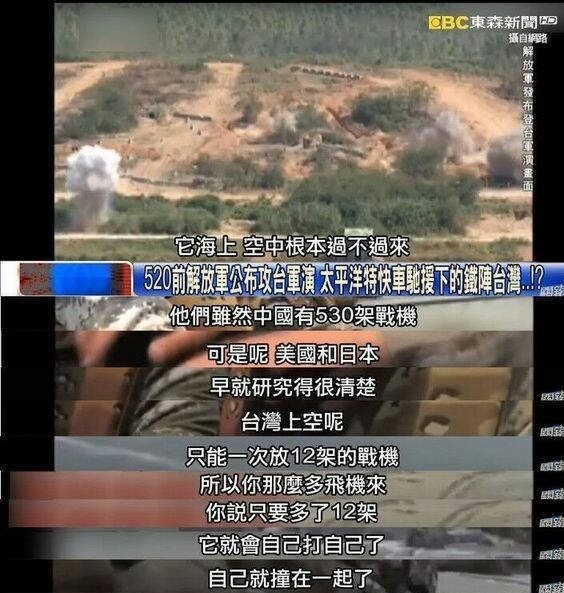 EBC 東森新聞 HD
攝自網路
解放軍發布登台軍演畫面
它海上 空中根本過不過來
520前解放軍公布攻台軍演 太平洋特快車馳援下的鐵陣台灣..!?
他們雖然中國有530架戰機
可是呢 美國和日本
早就研究得很清楚
台灣上空呢
只能一次放12架的戰機
所以你那麼多飛機來
你說只要多了12架
它就會自己打自己了
自己就撞在一起了